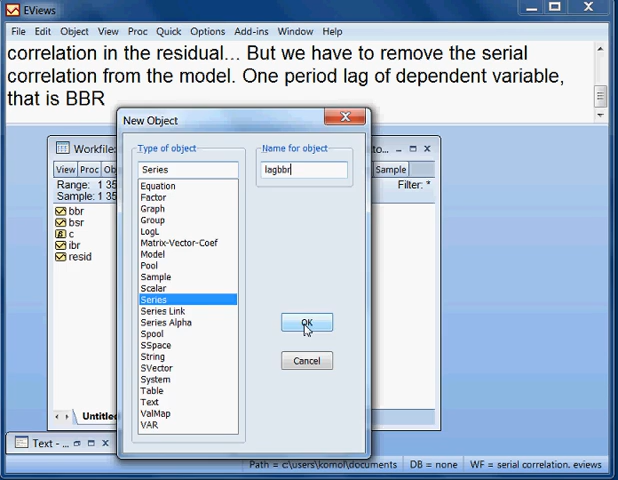 EViews
File Edit Object View Proc Quick Options Add-ins Window Help
correlation in the residual... But we have to remove the serial
correlation from the model. One period lag of dependent variable,
that is BBR
New Object
Workfile:
to...
View Proc Ob
Sample
Range: 1 35
Filter: *
Sample: 1 35
bbr
bsr
c
ibr
resid
Type of object
Series
Equation
Factor
Graph
Group
LogL
Matrix-Vector-Coef
Model
Pool
Sample
Scalar
Series
Series Link
Series Alpha
Spool
SSpace
String
SVector
System
Table
Text
ValMap
VAR
Name for object
lagbbr
OK
Cancel
Untitle
Text - ...
Path = c:\users\komol\documents DB = none WF = serial correlation. eviews